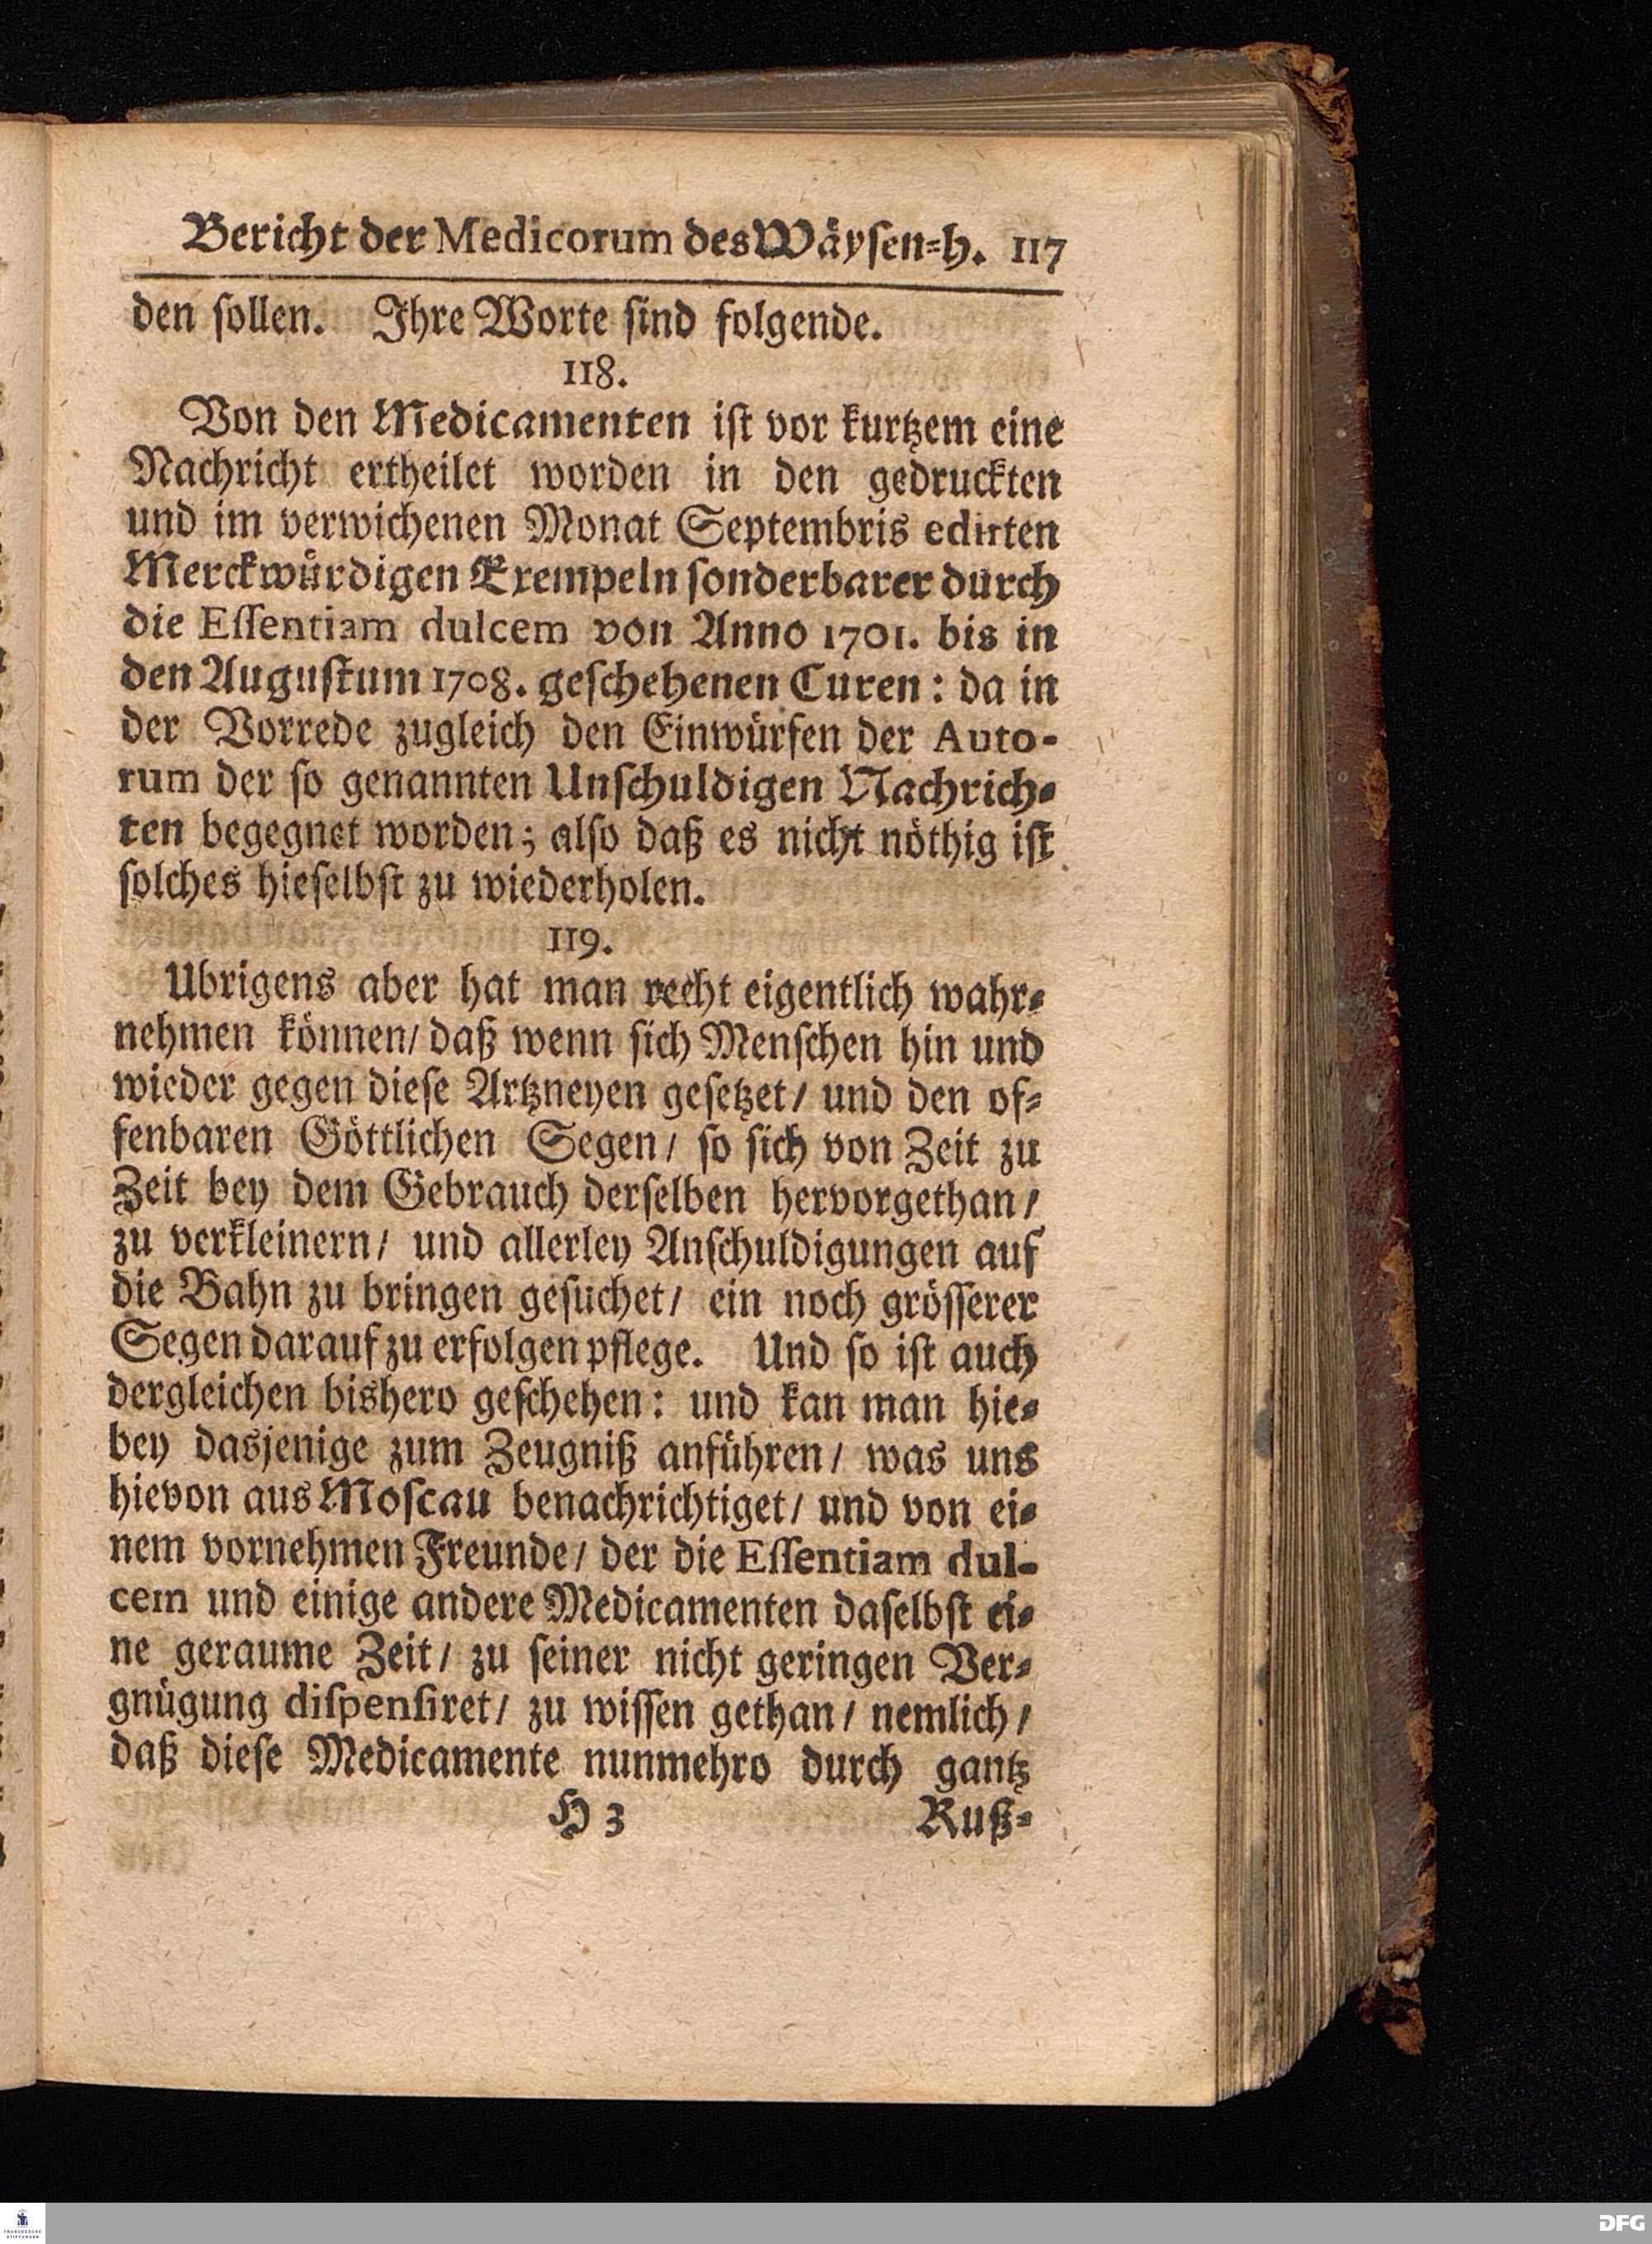 Bericht der Medicorum des Wäysen-h. 117
den sollen. Ihre Worte sind folgende.
118.
Von den Medicamenten ist vor kurtzem eine
Nachricht ertheilet worden in den gedruckten
und im verwichenen Monat Septembris edirten
Merckwürdigen Exempeln sonderbarer durch
die Essentiam dulcem von Anno 1701. bis in
den Augustum 1708. geschehenen Curen: da in
der Vorrede zugleich den Einwürfen der Auto-
rum der so genannten Unschuldigen Nachrich-
ten begegnet worden; also daß es nicht nöthig ist
solches hieselbst zu wiederholen.
119.
Ubrigens aber hat man recht eigentlich wahr-
nehmen können/ daß wenn sich Menschen hin und
wieder gegen diese Artzneyen gesetzet/ und den of-
fenbaren Göttlichen Segen/ so sich von Zeit zu
Zeit bey dem Gebrauch derselben hervorgethan/
zu verkleinern/ und allerley Anschuldigungen auf
die Bahn zu bringen gesuchet/ ein noch grösserer
Segen darauf zu erfolgen pflege. Und so ist auch
dergleichen bishero geschehen: und kan man hie-
bey dasjenige zum Zeugniß anführen/ was uns
hievon aus Moscau benachrichtiget/ und von ei-
nem vornehmen Freunde/ der die Essentiam dul-
cem und einige andere Medicamenten daselbst ei-
ne geraume Zeit/ zu seiner nicht geringen Ver-
gnügung dispensiret/ zu wissen gethan/ nemlich/
daß diese Medicamente nunmehro durch gantz
H 3 Ruß-
FRANCKESCHE
STIFTUNGEN
DFG